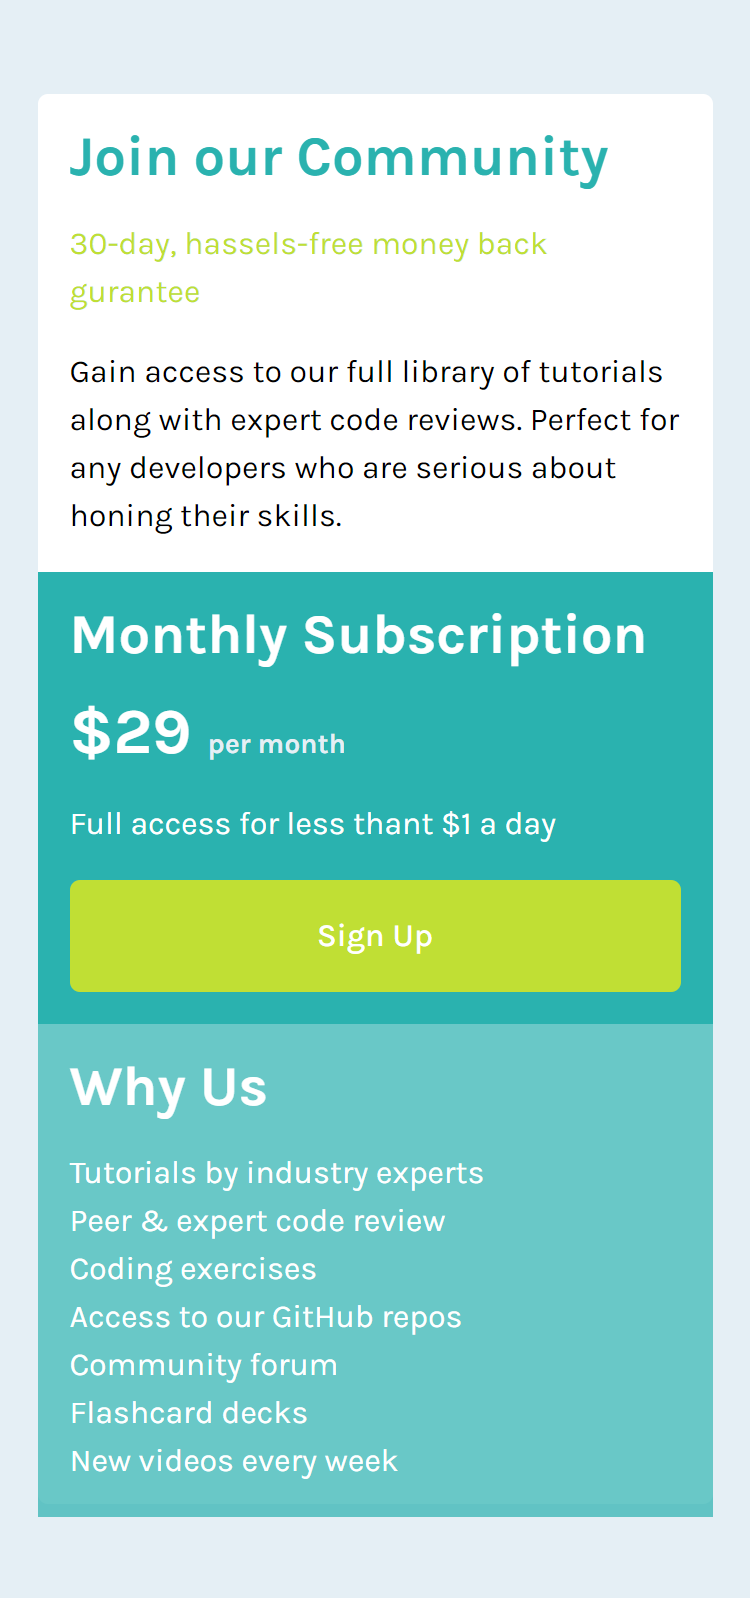 Join our Community
30-day, hassels-free money back
gurantee
Gain access to our full library of tutorials
along with expert code reviews. Perfect for
any developers who are serious about
honing their skills.
Monthly Subscription
$29 per month
Full access for less thant $1 a day
Sign Up
Why Us
Tutorials by industry experts
Peer & expert code review
Coding exercises
Access to our GitHub repos
Community forum
Flashcard decks
New videos every week